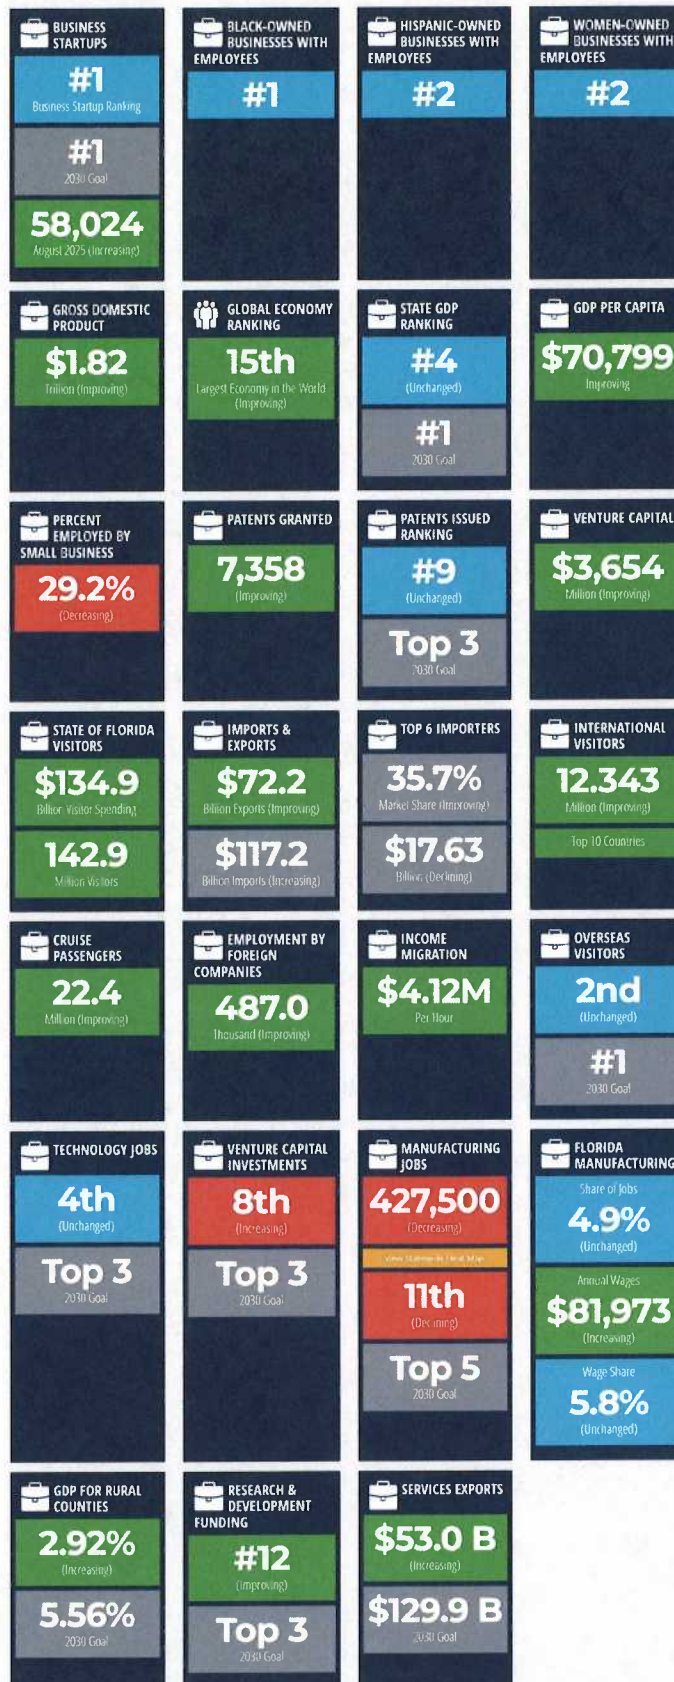 BUSINESS
STARTUPS
#1
Business Startup Ranking
#1
2030 Goal
58,024
August 2025 (Increasing)
BLACK-OWNED
BUSINESSES WITH
EMPLOYEES
#1
HISPANIC-OWNED
BUSINESSES WITH
EMPLOYEES
#2
WOMEN-OWNED
BUSINESSES WITH
EMPLOYEES
#2
GROSS DOMESTIC
PRODUCT
$1.82
Trillion (Improving)
GLOBAL ECONOMY
RANKING
15th
Largest Economy in the World
(Improving)
STATE GDP
RANKING
#4
(Unchanged)
#1
2030 Goal
GDP PER CAPITA
$70,799
Improving
PERCENT
EMPLOYED BY
SMALL BUSINESS
29.2%
(Decreasing)
PATENTS GRANTED
7,358
(Improving)
PATENTS ISSUED
RANKING
#9
(Unchanged)
Top 3
2030 Goal
VENTURE CAPITAL
$3,654
Million (Improving)
STATE OF FLORIDA
VISITORS
$134.9
Billion Visitor Spending
142.9
Million Visitors
IMPORTS &
EXPORTS
$72.2
Billion Exports (Improving)
$117.2
Billion Imports (Increasing)
TOP 6 IMPORTERS
35.7%
Market Share (Improving)
$17.63
Billion (Declining)
INTERNATIONAL
VISITORS
12.343
Million (Improving)
Top 10 Countries
CRUISE
PASSENGERS
22.4
Million (Improving)
EMPLOYMENT BY
FOREIGN
COMPANIES
487.0
Thousand (Improving)
INCOME
MIGRATION
$4.12M
Per Hour
OVERSEAS
VISITORS
2nd
(Unchanged)
#1
2030 Goal
TECHNOLOGY JOBS
4th
(Unchanged)
Top 3
2030 Goal
VENTURE CAPITAL
INVESTMENTS
8th
(Increasing)
Top 3
2030 Goal
MANUFACTURING
JOBS
427,500
(Decreasing)
11th
(Declining)
Top 5
2030 Goal
FLORIDA
MANUFACTURING
Share of Jobs
4.9%
(Unchanged)
Annual Wages
$81,973
(Increasing)
Wage Share
5.8%
(Unchanged)
GDP FOR RURAL
COUNTIES
2.92%
(Increasing)
5.56%
2030 Goal
RESEARCH &
DEVELOPMENT
FUNDING
#12
(Improving)
Top 3
2030 Goal
SERVICES EXPORTS
$53.0 B
(Increasing)
$129.9 B
2030 Goal